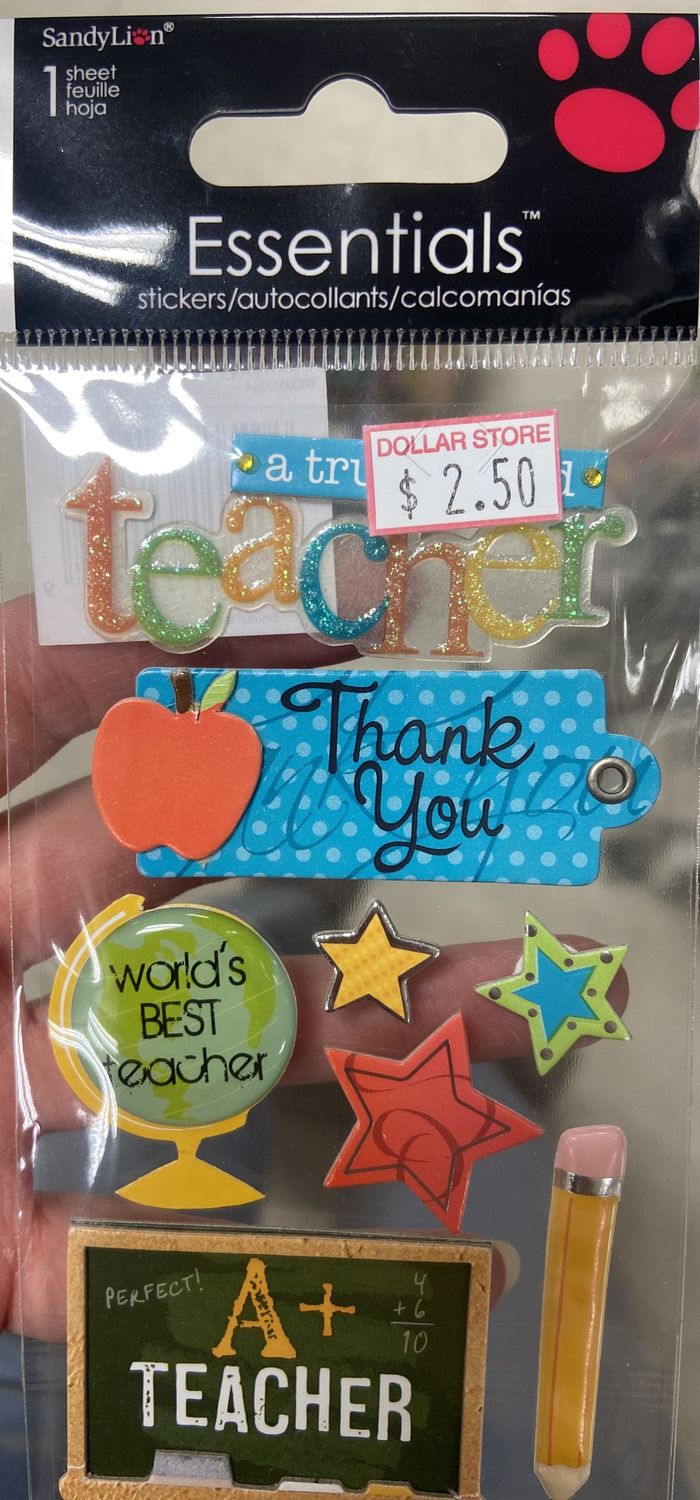 SandyLion®
1 sheet
feuille
hoja
Essentials™
stickers/autocollants/calcomanías
a
DOLLAR STORE
$ 2.50
teacher
Thank
You
world's
BEST
teacher
PERFECT!
A+
4
+6
10
TEACHER